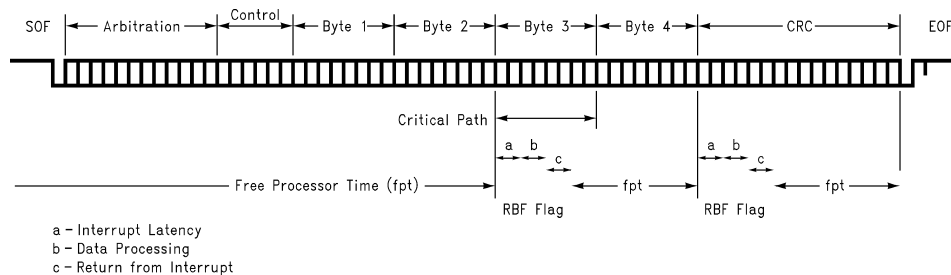 SOF Arbitration Control Byte 1 Byte 2 Byte 3 Byte 4 CRC EOF
Critical Path
a b a b
c c
Free Processor Time (fpt) fpt fpt
RBF Flag RBF Flag
a – Interrupt Latency
b – Data Processing
c – Return from Interrupt